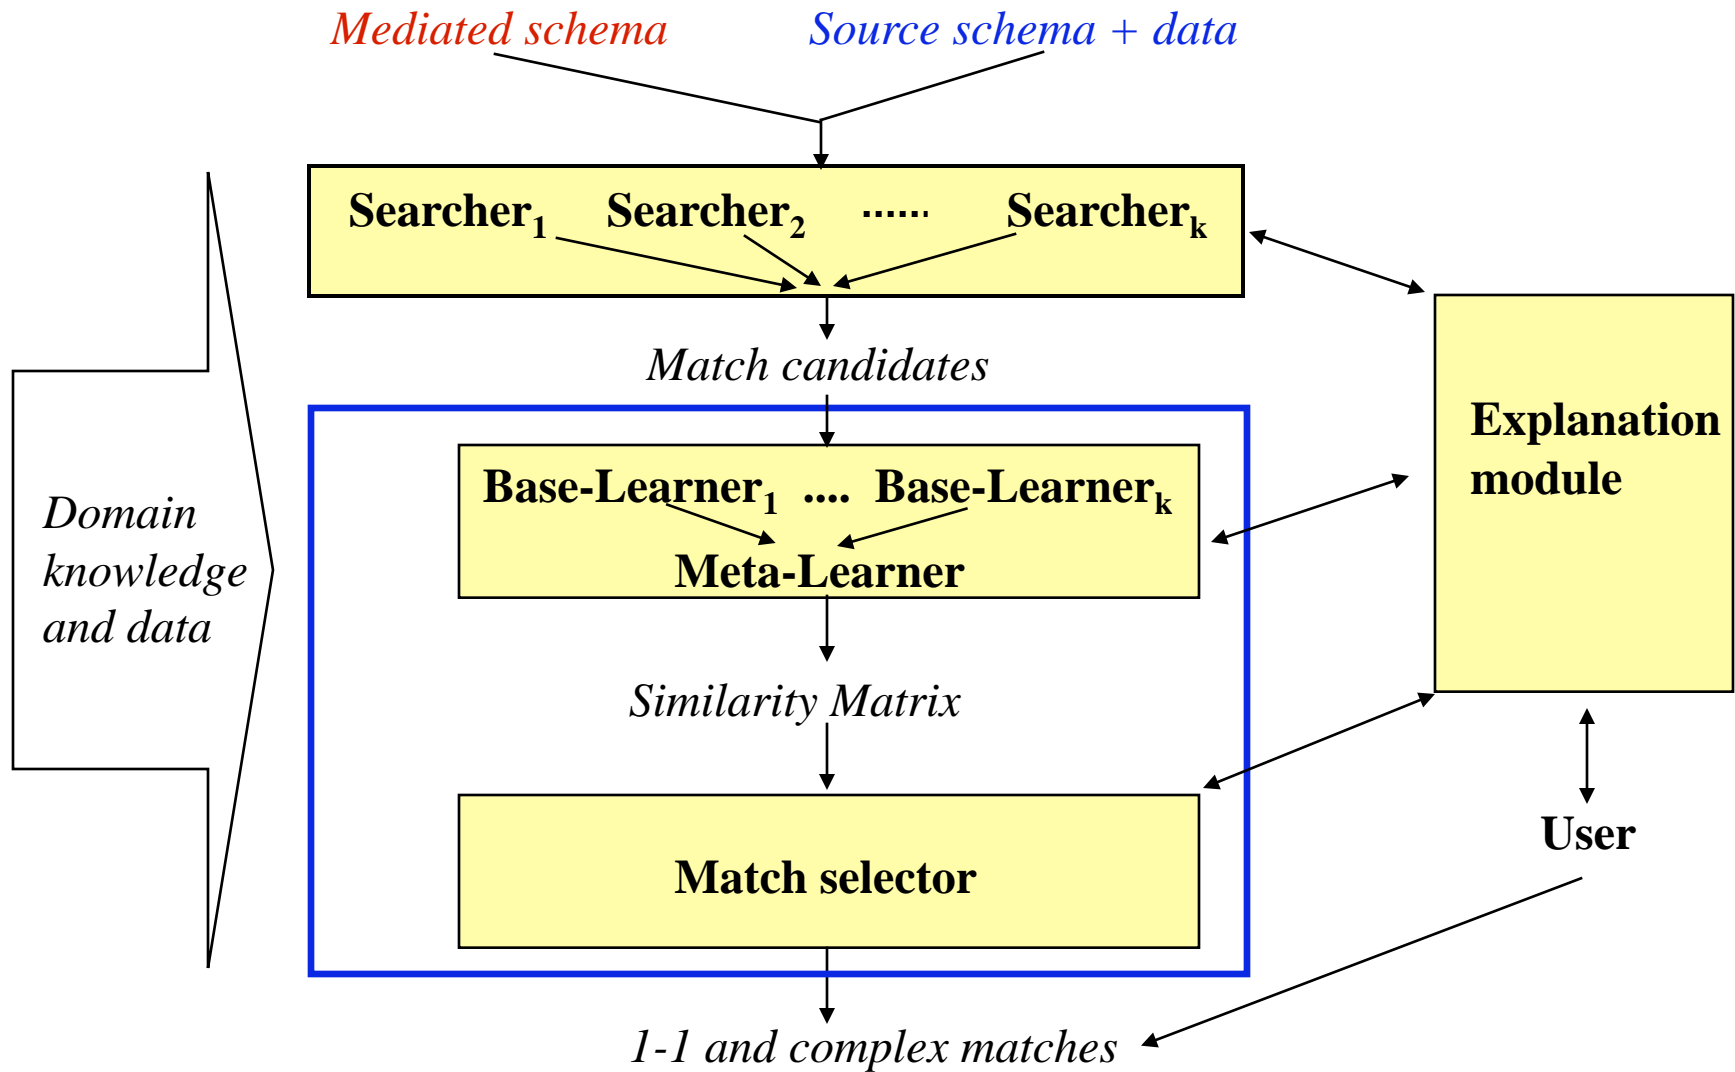 Mediated schema
Source schema + data
Searcher1 Searcher2 ...... Searcherk
Match candidates
Explanation
module
Base-Learner1 .... Base-Learnerk
Meta-Learner
Domain
knowledge
and data
Similarity Matrix
User
Match selector
1-1 and complex matches